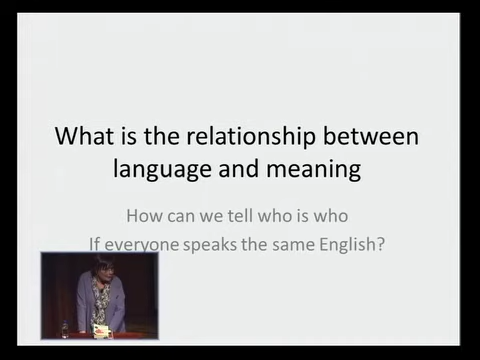 What is the relationship between
language and meaning
How can we tell who is who
If everyone speaks the same English?